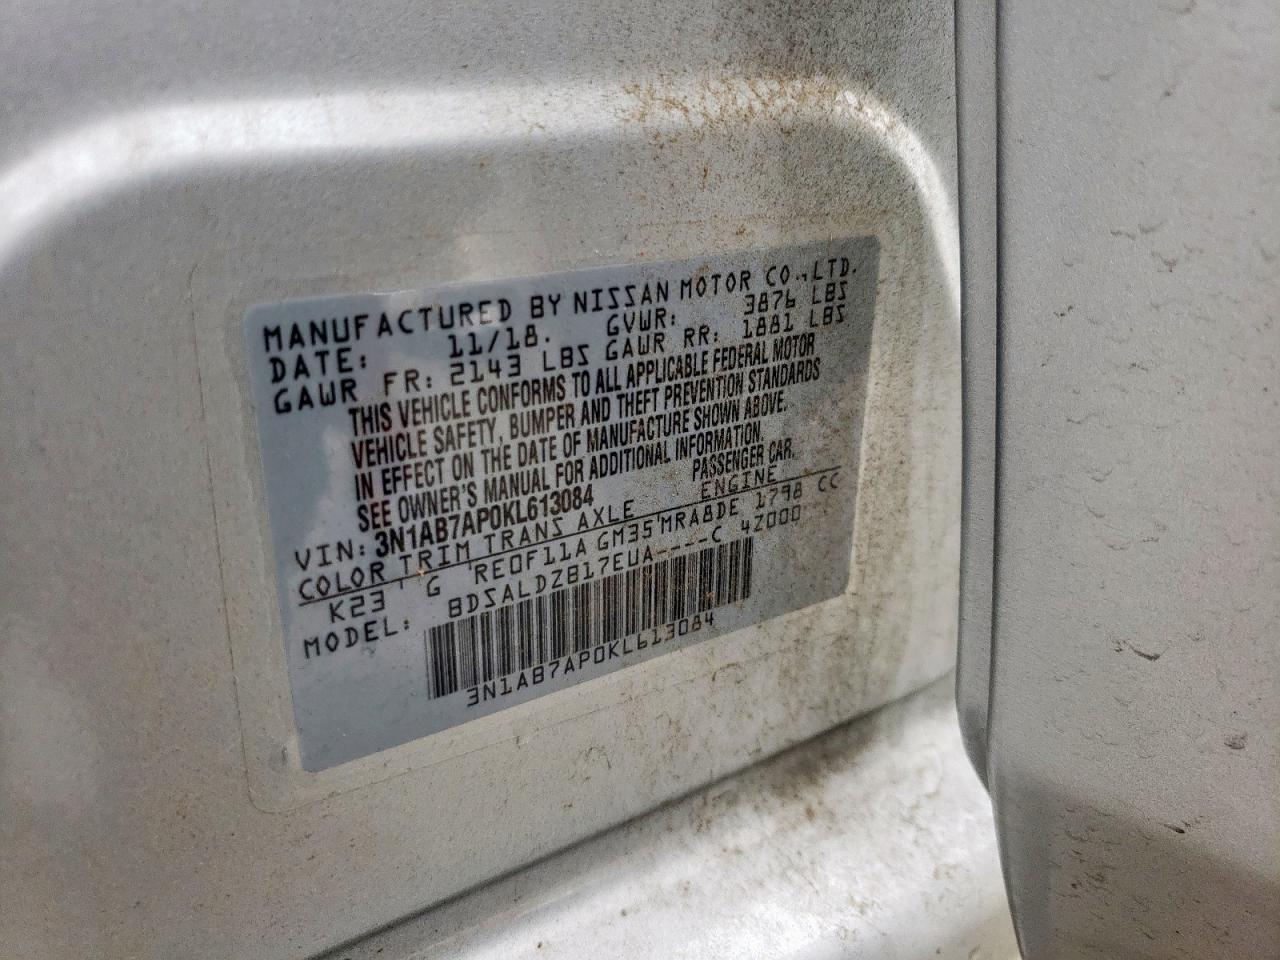 MANUFACTURED BY NISSAN MOTOR CO.,LTD.
DATE: 11/18. GVWR: 3876 LBS
GAWR FR: 2143 LBS GAWR RR: 1881 LBS
THIS VEHICLE CONFORMS TO ALL APPLICABLE FEDERAL MOTOR
VEHICLE SAFETY, BUMPER AND THEFT PREVENTION STANDARDS
IN EFFECT ON THE DATE OF MANUFACTURE SHOWN ABOVE.
SEE OWNER'S MANUAL FOR ADDITIONAL INFORMATION.
VIN: 3N1AB7AP0KL613084 PASSENGER CAR.
COLOR TRIM TRANS AXLE ENGINE
K23 G RE0F11A GM35 MRA8DE 1798 CC
MODEL: BDSALDZB17EUA----C 4Z000
3N1AB7AP0KL613084